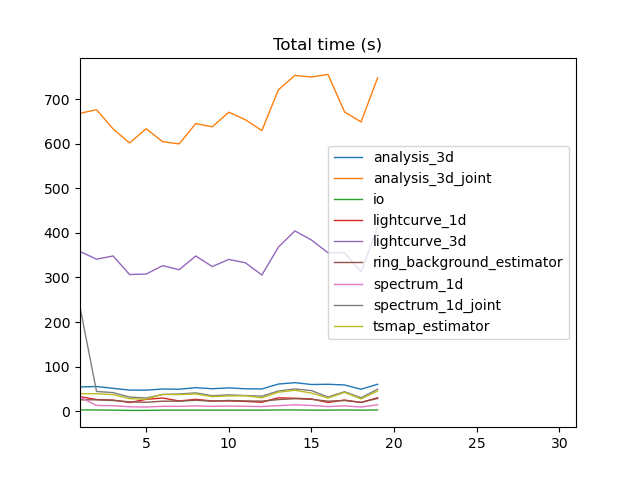 Total time (s)
700
600
500
400
300
200
100
0
analysis_3d
analysis_3d_joint
io
lightcurve_1d
lightcurve_3d
ring_background_estimator
spectrum_1d
spectrum_1d_joint
tsmap_estimator
5 10 15 20 25 30